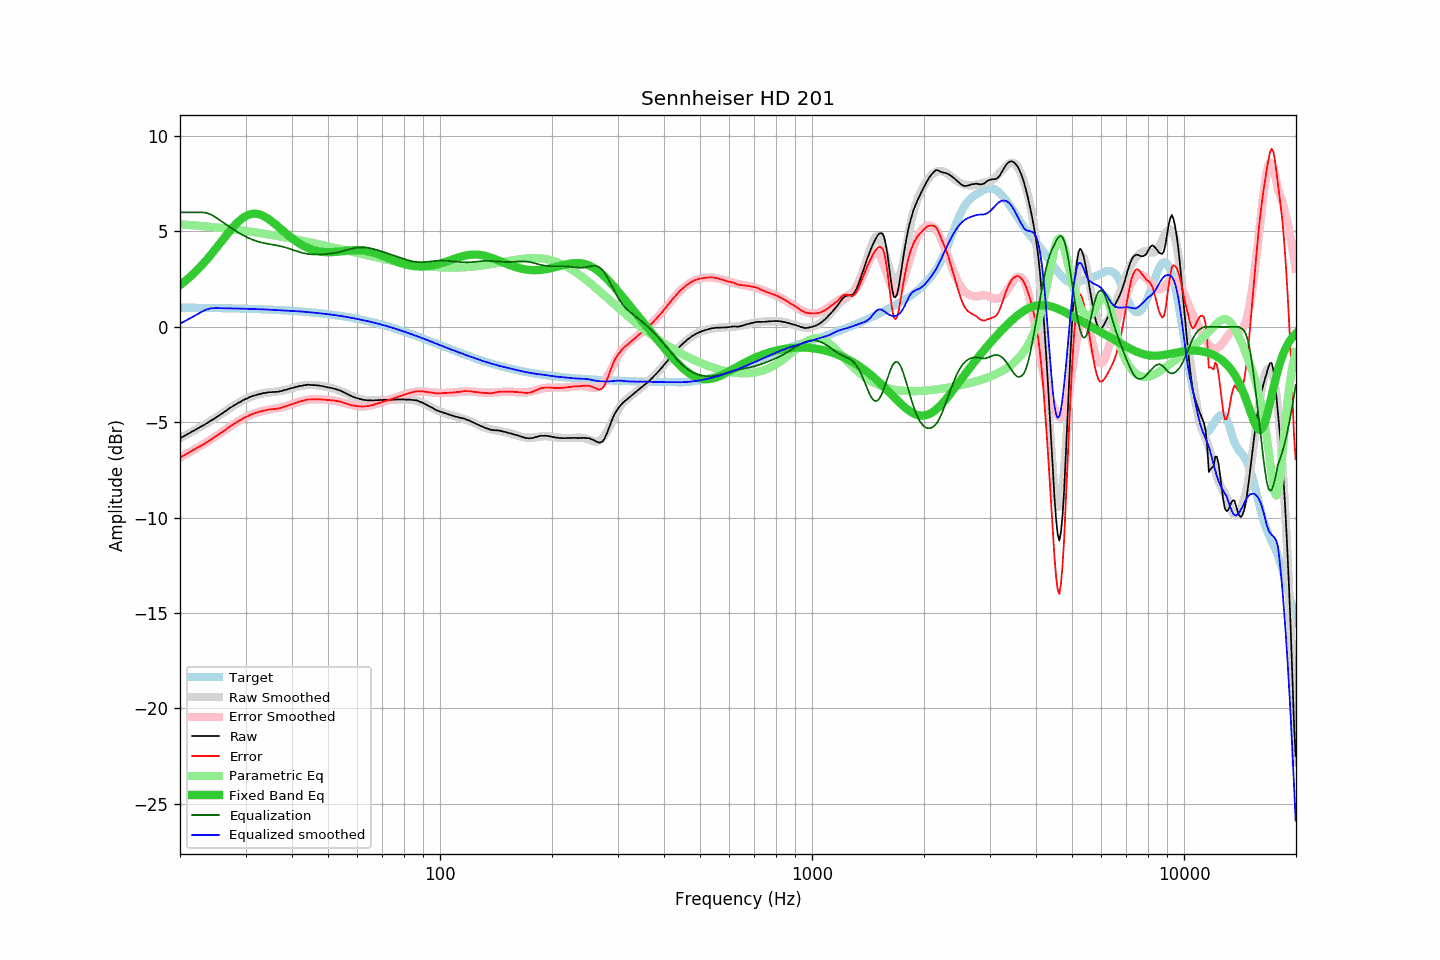 Sennheiser HD 201
10
5
0
−5
−10
−15
−20
−25
Amplitude (dBr)
Target
Raw Smoothed
Error Smoothed
Raw
Error
Parametric Eq
Fixed Band Eq
Equalization
Equalized smoothed
100 1000 10000
Frequency (Hz)